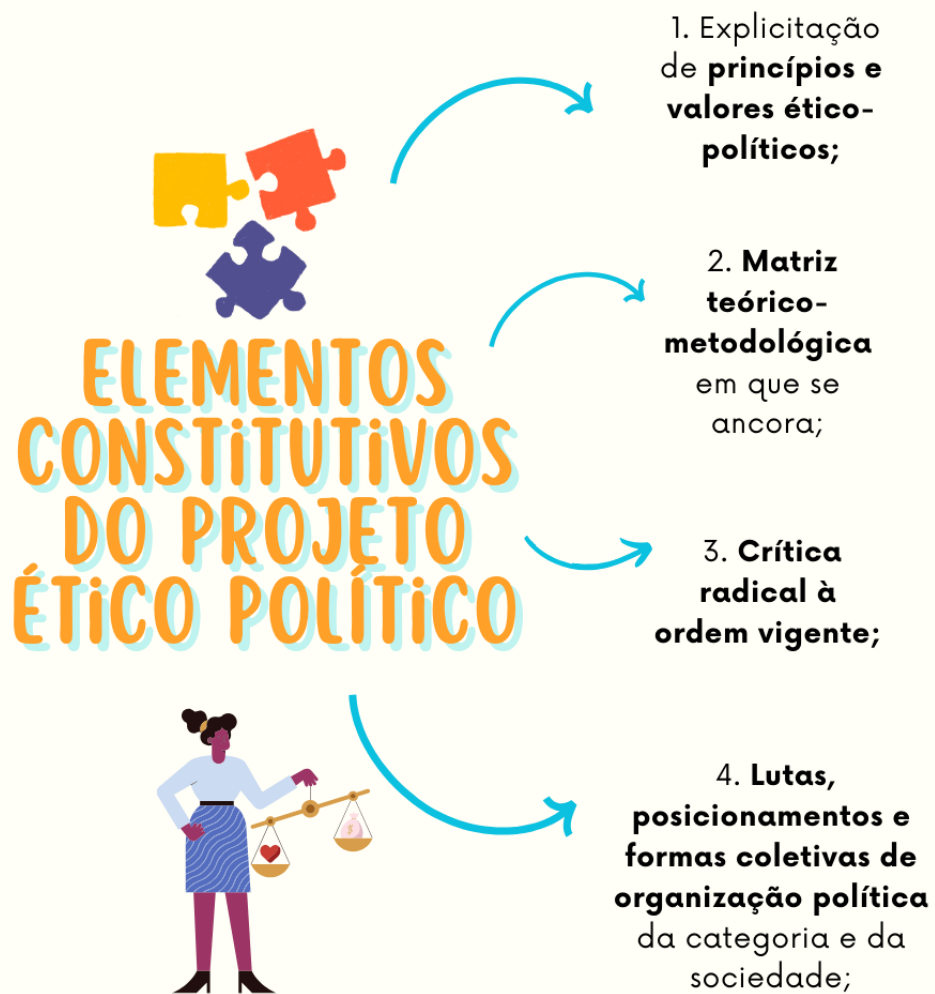 ELEMENTOS
CONSTiTUTiVOS
DO PROJETO
ÉTiCO POLÍTiCO
1. Explicitação
de princípios e
valores ético-
políticos;
2. Matriz
teórico-
metodológica
em que se
ancora;
3. Crítica
radical à
ordem vigente;
4. Lutas,
posicionamentos e
formas coletivas de
organização política
da categoria e da
sociedade;
$